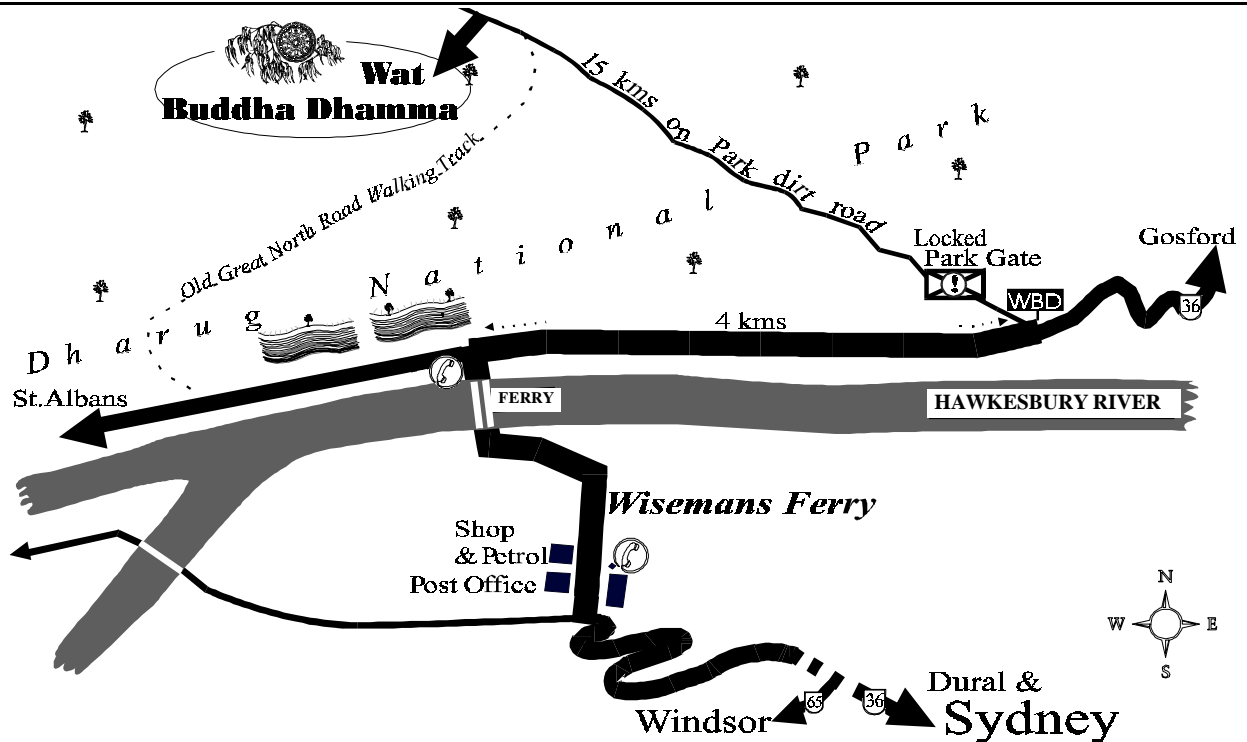 Wat
Buddha Dhamma
15 kms on Park dirt road
Old Great North Road Walking Track
Dharug National Park
Locked
Park Gate
!
WBD
Gosford
36
4 kms
St.Albans
FERRY
HAWKESBURY RIVER
Wisemans Ferry
Shop
& Petrol
Post Office
N
W E
S
Dural &
Sydney
65
36
Windsor